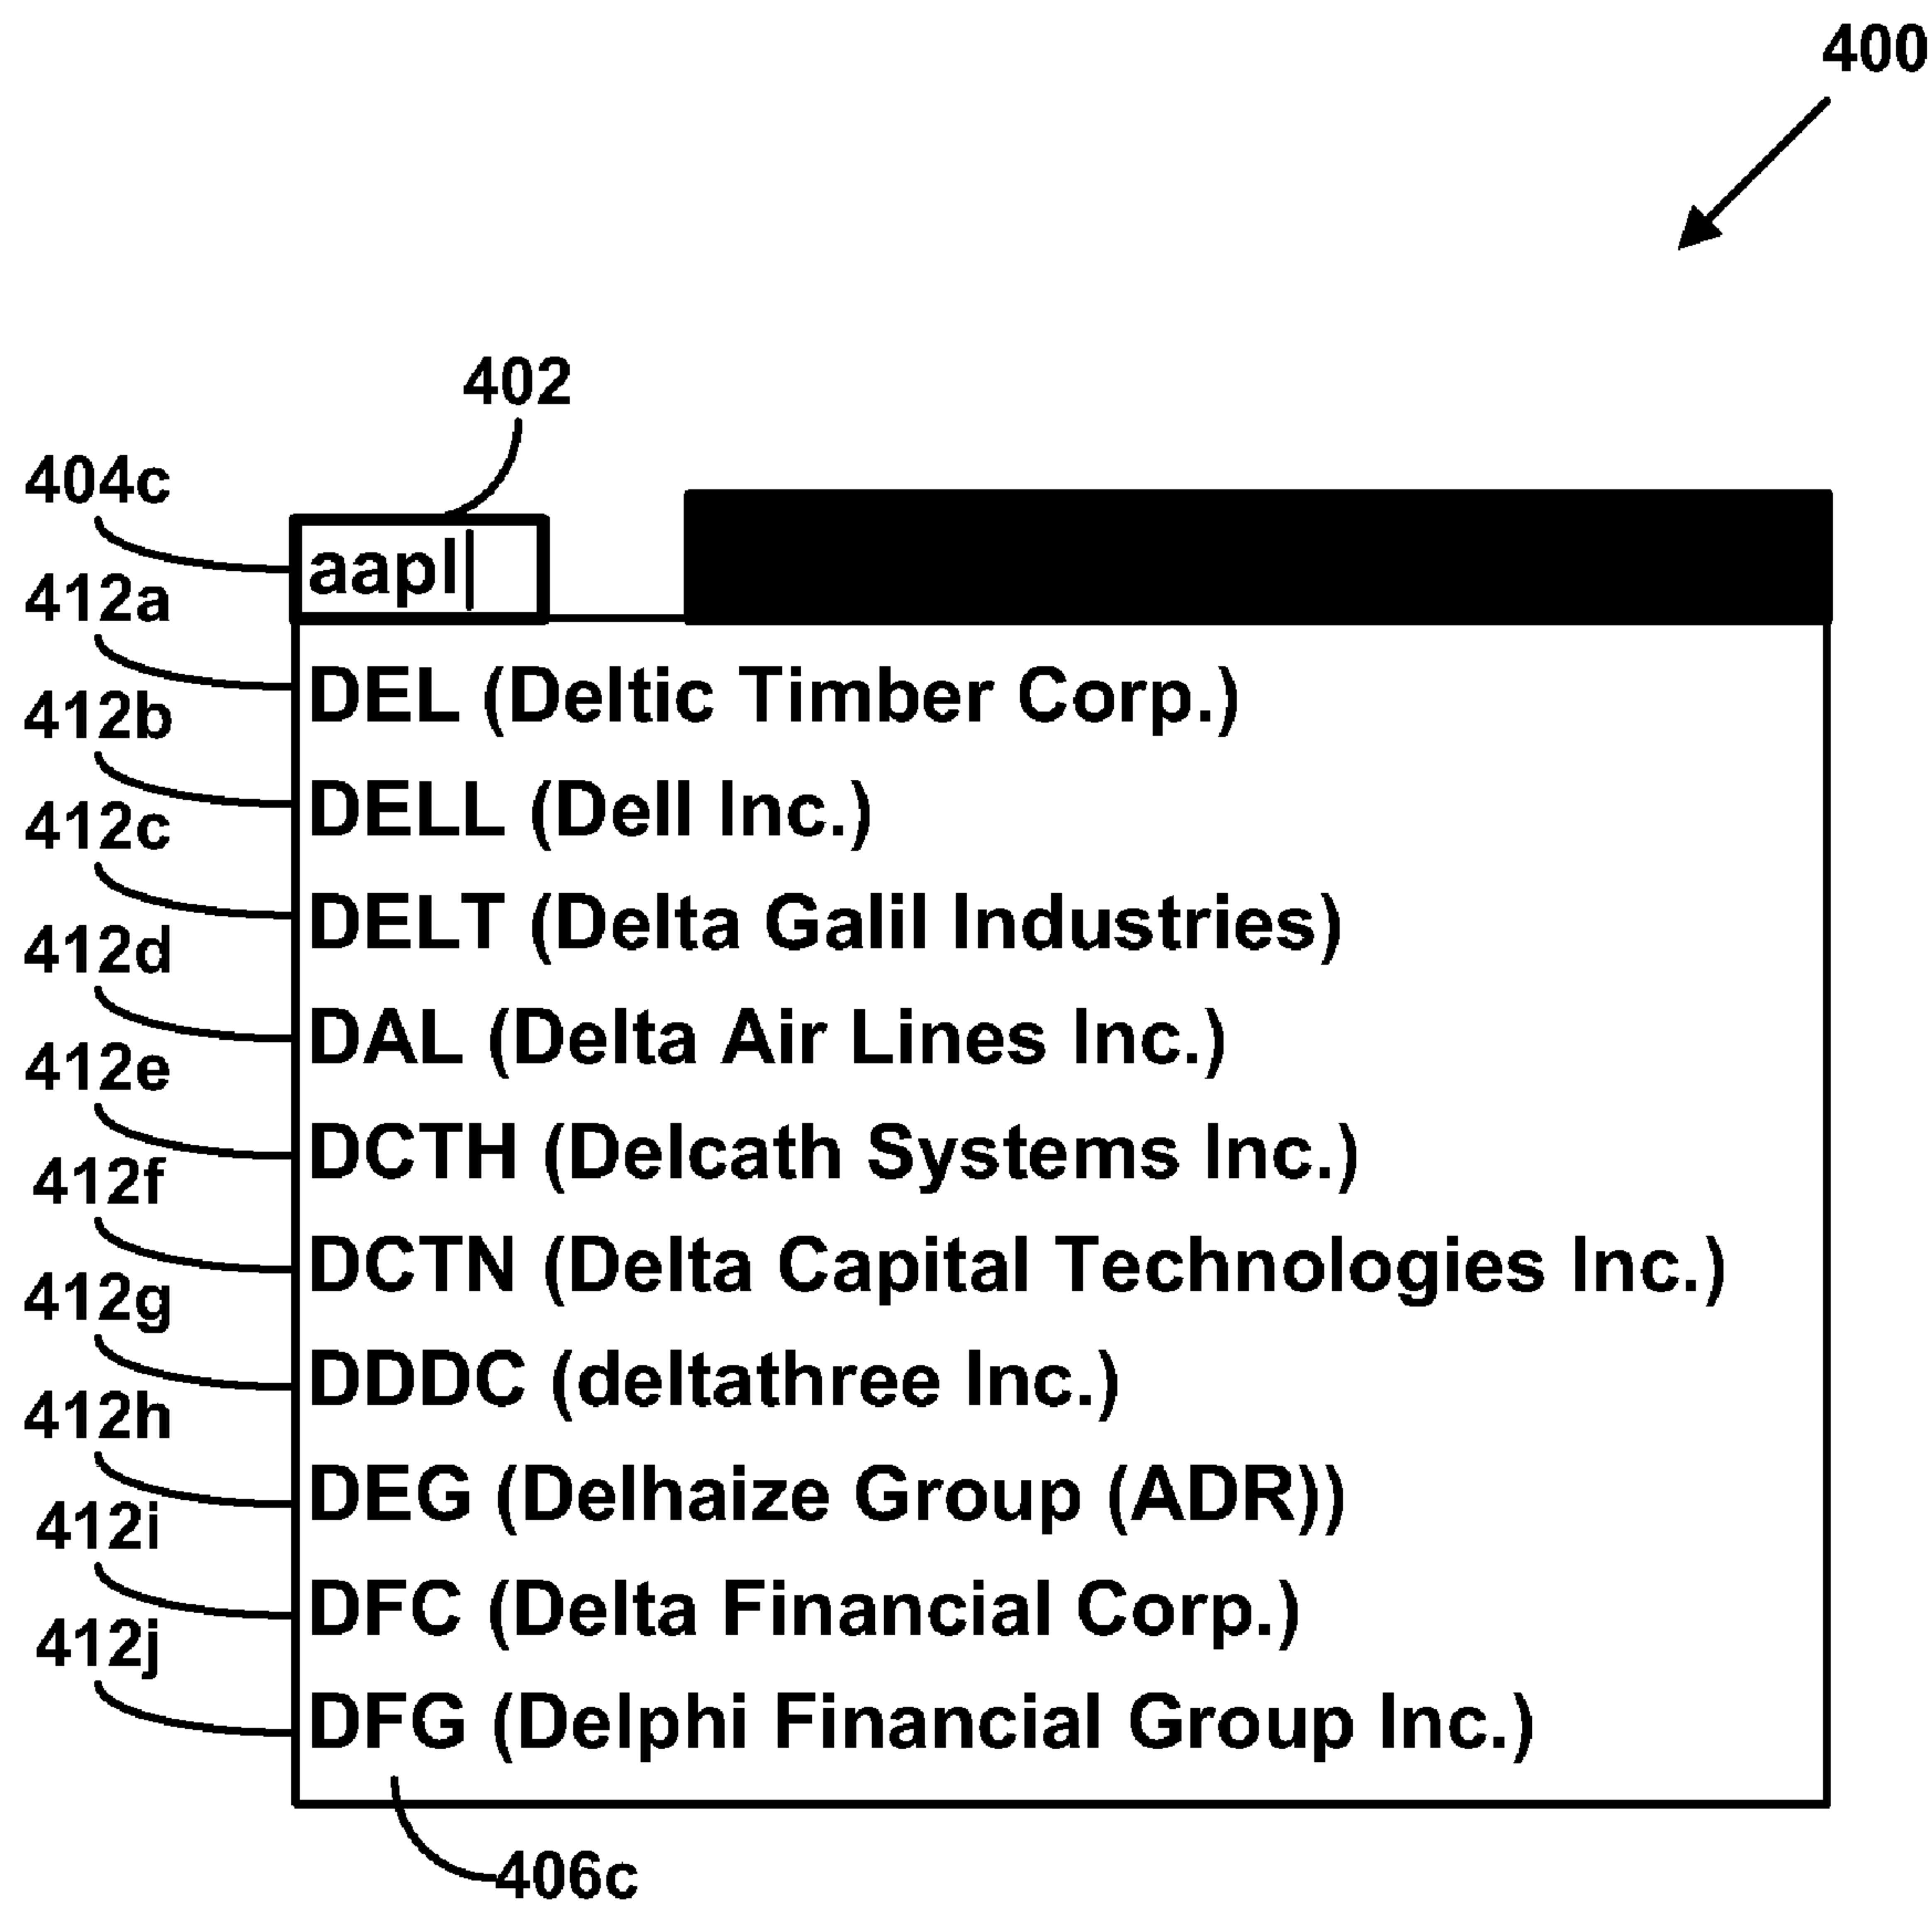 400
402
404c
aapl
412a
DEL (Deltic Timber Corp.)
412b
DELL (Dell Inc.)
412c
DELT (Delta Galil Industries)
412d
DAL (Delta Air Lines Inc.)
412e
DCTH (Delcath Systems Inc.)
412f
DCTN (Delta Capital Technologies Inc.)
412g
DDDC (deltathree Inc.)
412h
DEG (Delhaize Group (ADR))
412i
DFC (Delta Financial Corp.)
412j
DFG (Delphi Financial Group Inc.)
406c